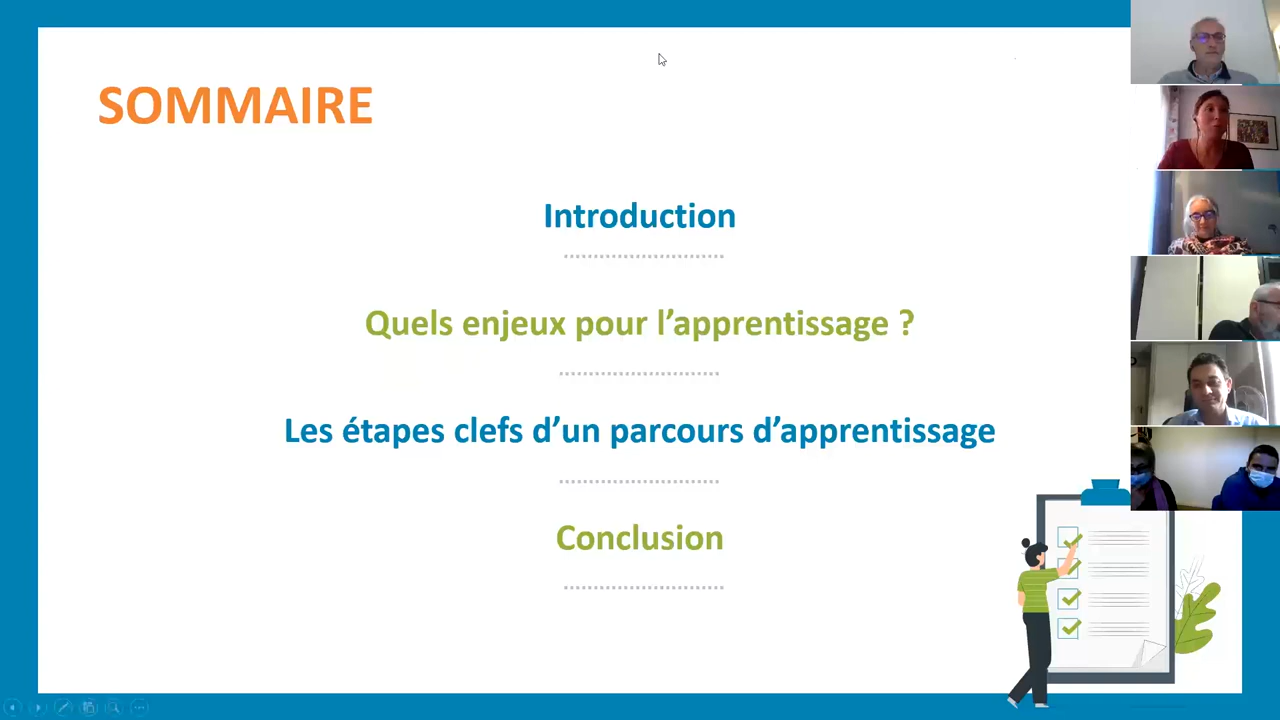 SOMMAIRE
Introduction
Quels enjeux pour l’apprentissage ?
Les étapes clefs d’un parcours d’apprentissage
Conclusion